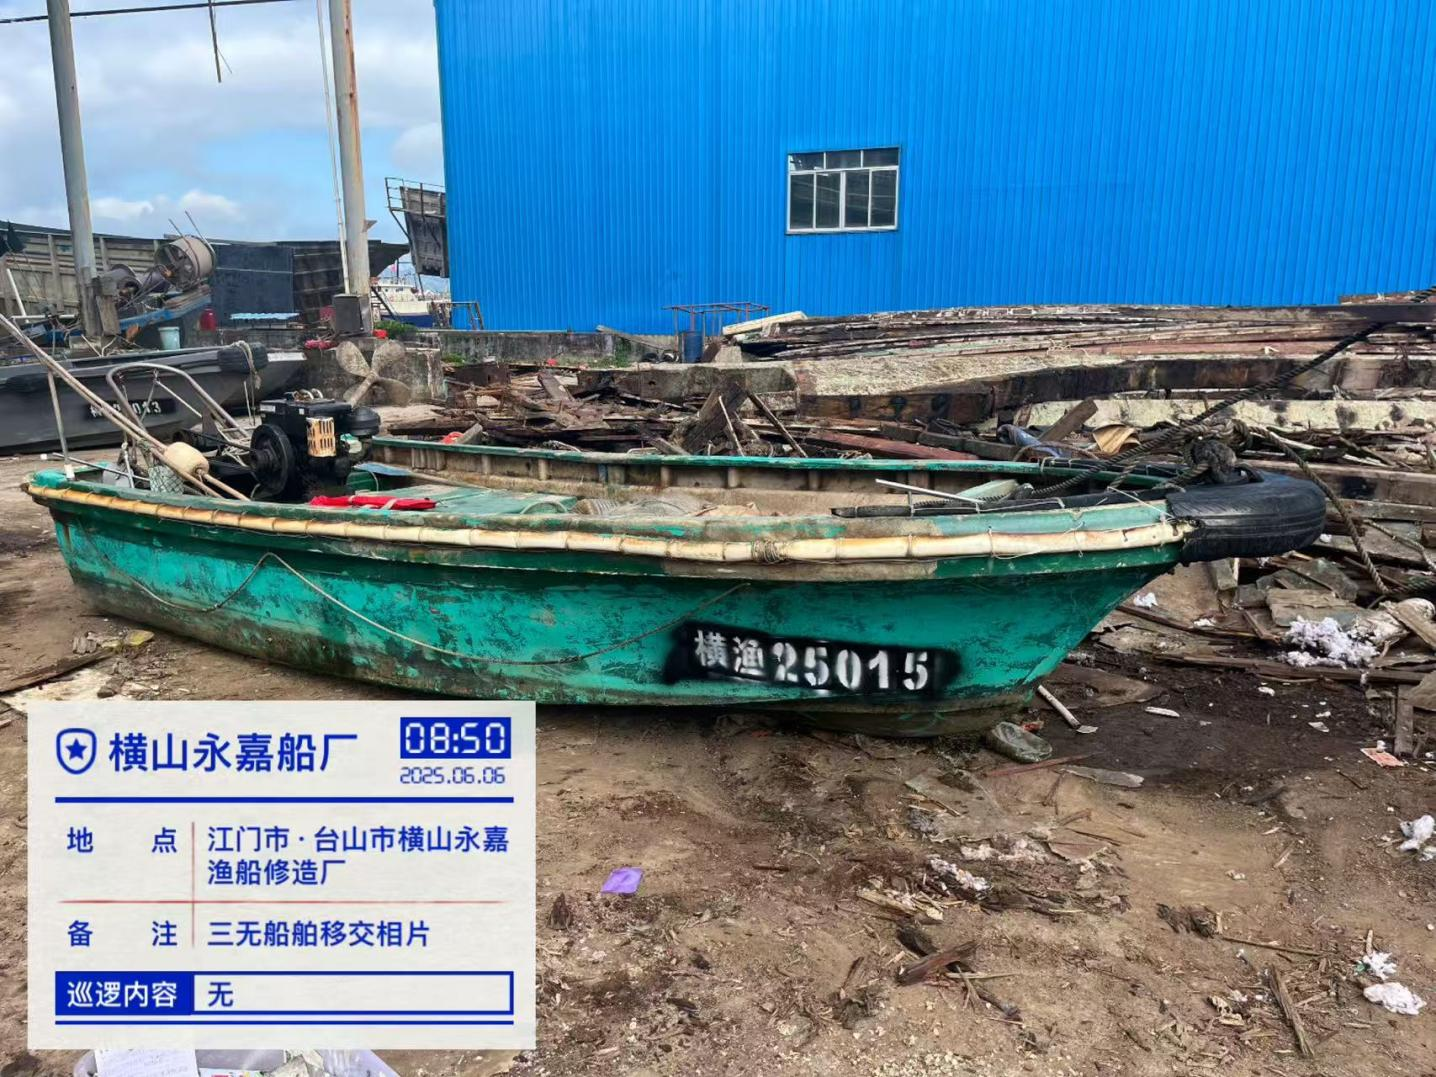 横渔25015
横山永嘉船厂
08:50
2025.06.06
地 点
江门市·台山市横山永嘉
渔船修造厂
备 注
三无船舶移交相片
巡逻内容
无